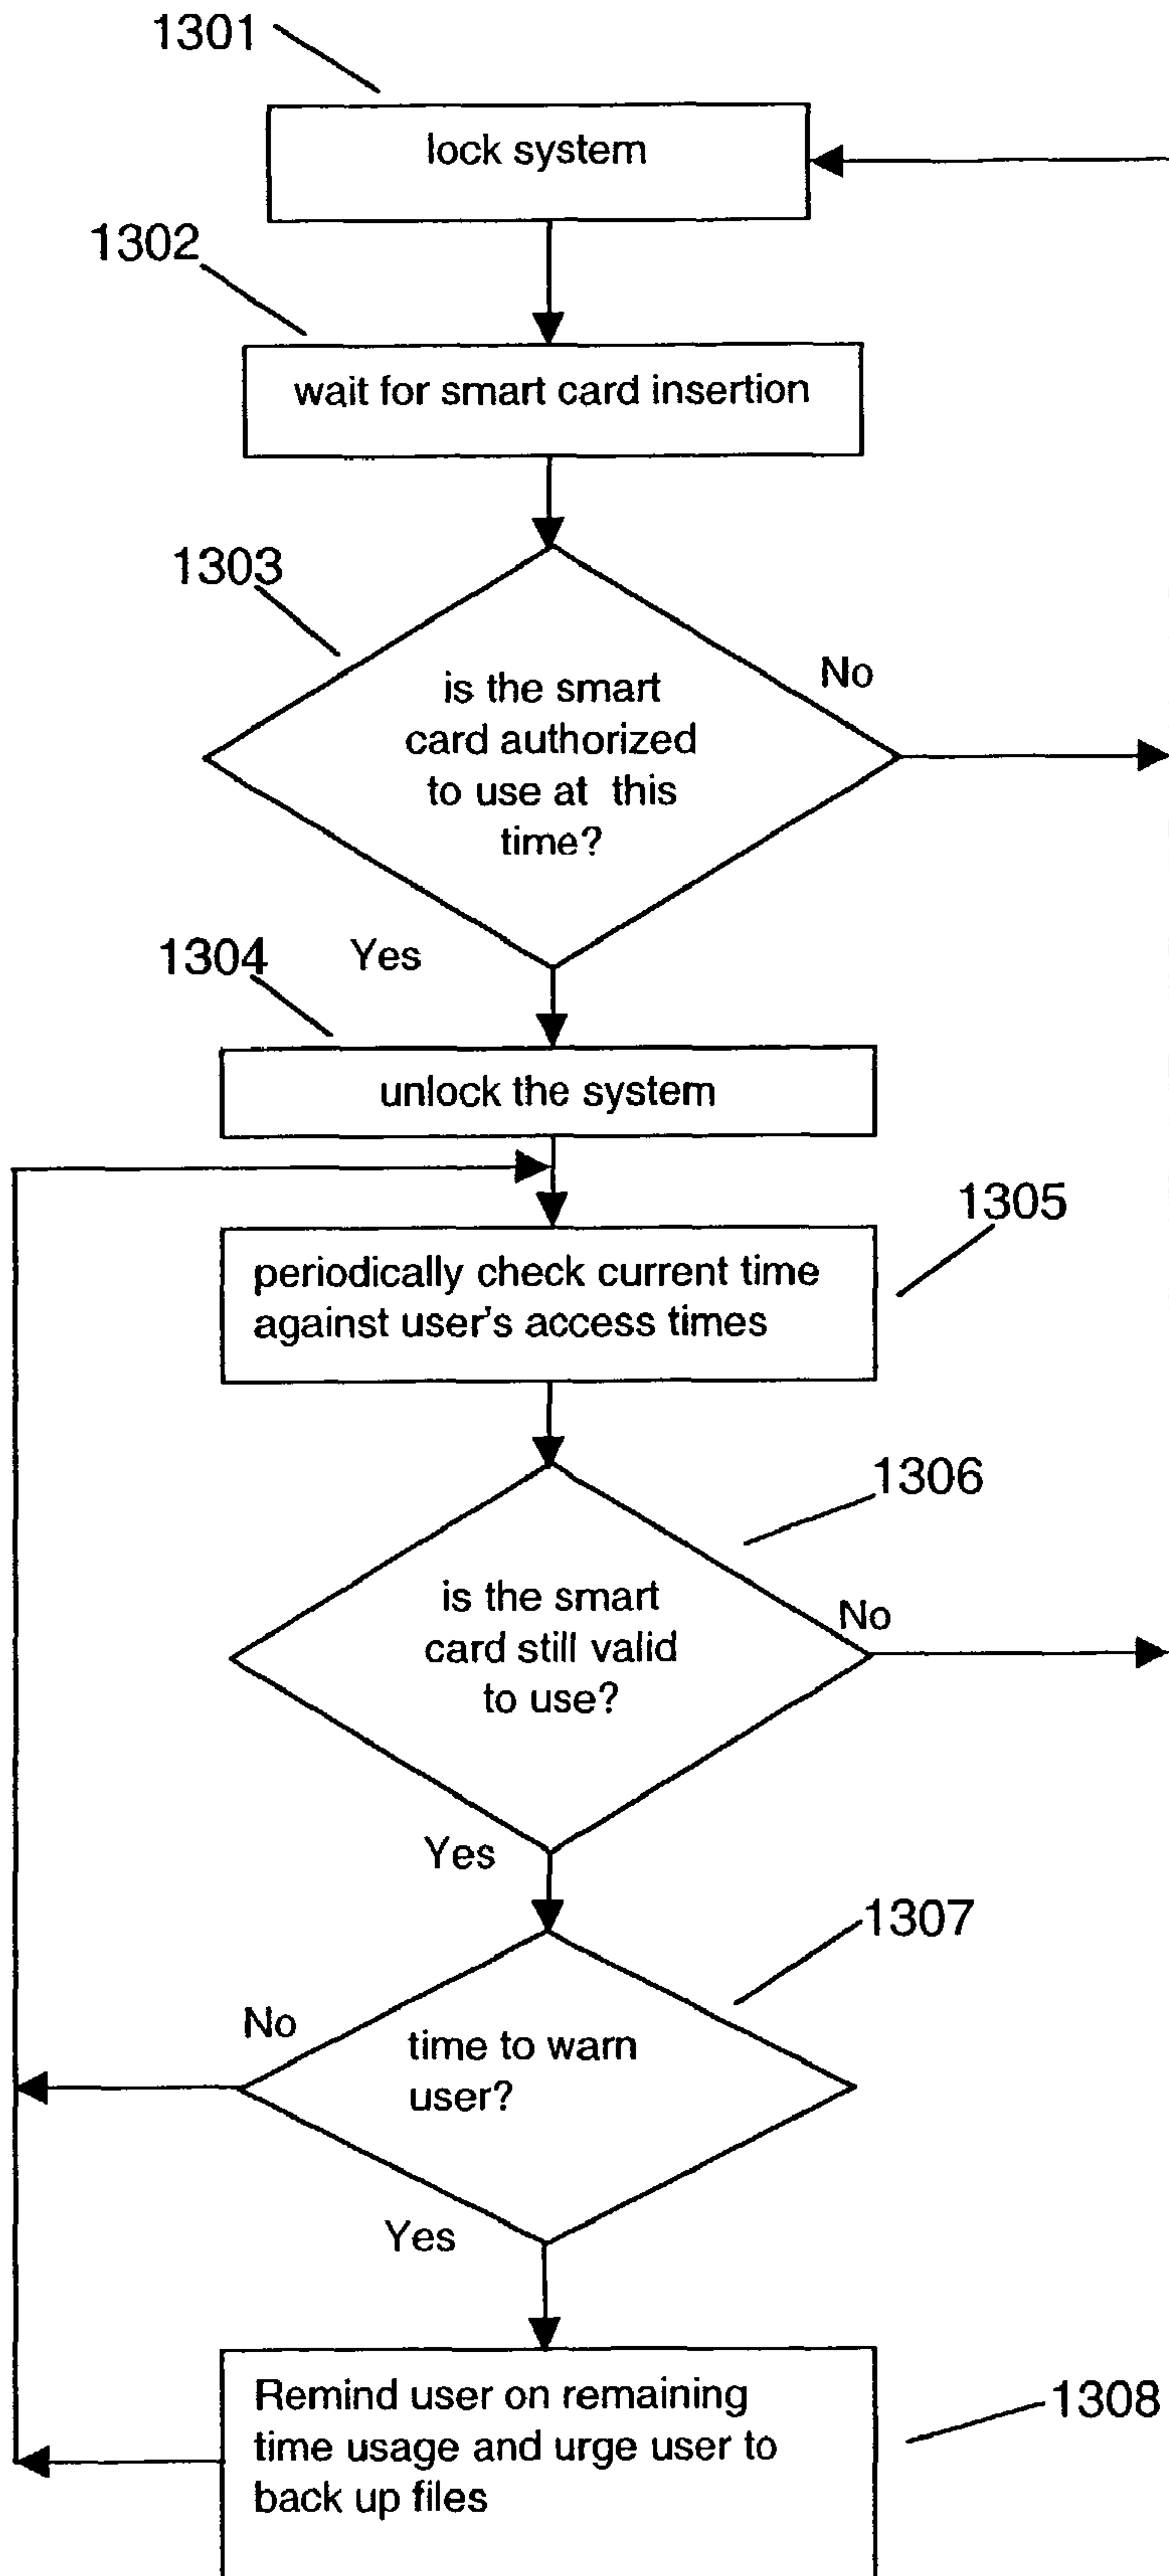 1301
lock system
1302
wait for smart card insertion
1303
is the smart
card authorized
to use at this
time?
No
Yes
1304
unlock the system
1305
periodically check current time
against user's access times
1306
is the smart
card still valid
to use?
No
Yes
1307
time to warn
user?
No
Yes
1308
Remind user on remaining
time usage and urge user to
back up files